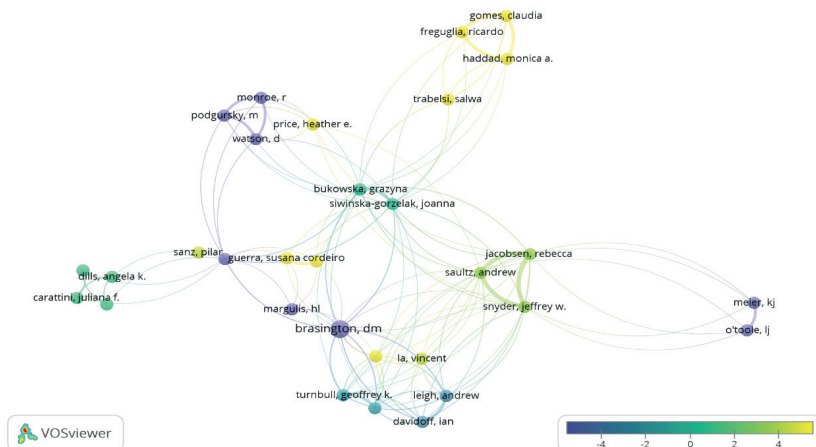 gomes, claudia
freguglia, ricardo
haddad, monica a.
trabelsi, salwa
monroe, r
podgursky, m
price, heather e.
watson, d
bukowska, grazyna
siwinska-gorzelak, joanna
sanz, pilar
guerra, susana cordeiro
jacobsen, rebecca
saultz, andrew
dills, angela k.
carattini, juliana f.
snyder, jeffrey w.
margulis, hl
meier, kj
brasington, dm
o'toole, lj
la, vincent
turnbull, geoffrey k.
leigh, andrew
davidoff, ian
VOSviewer
-4 -2 0 2 4